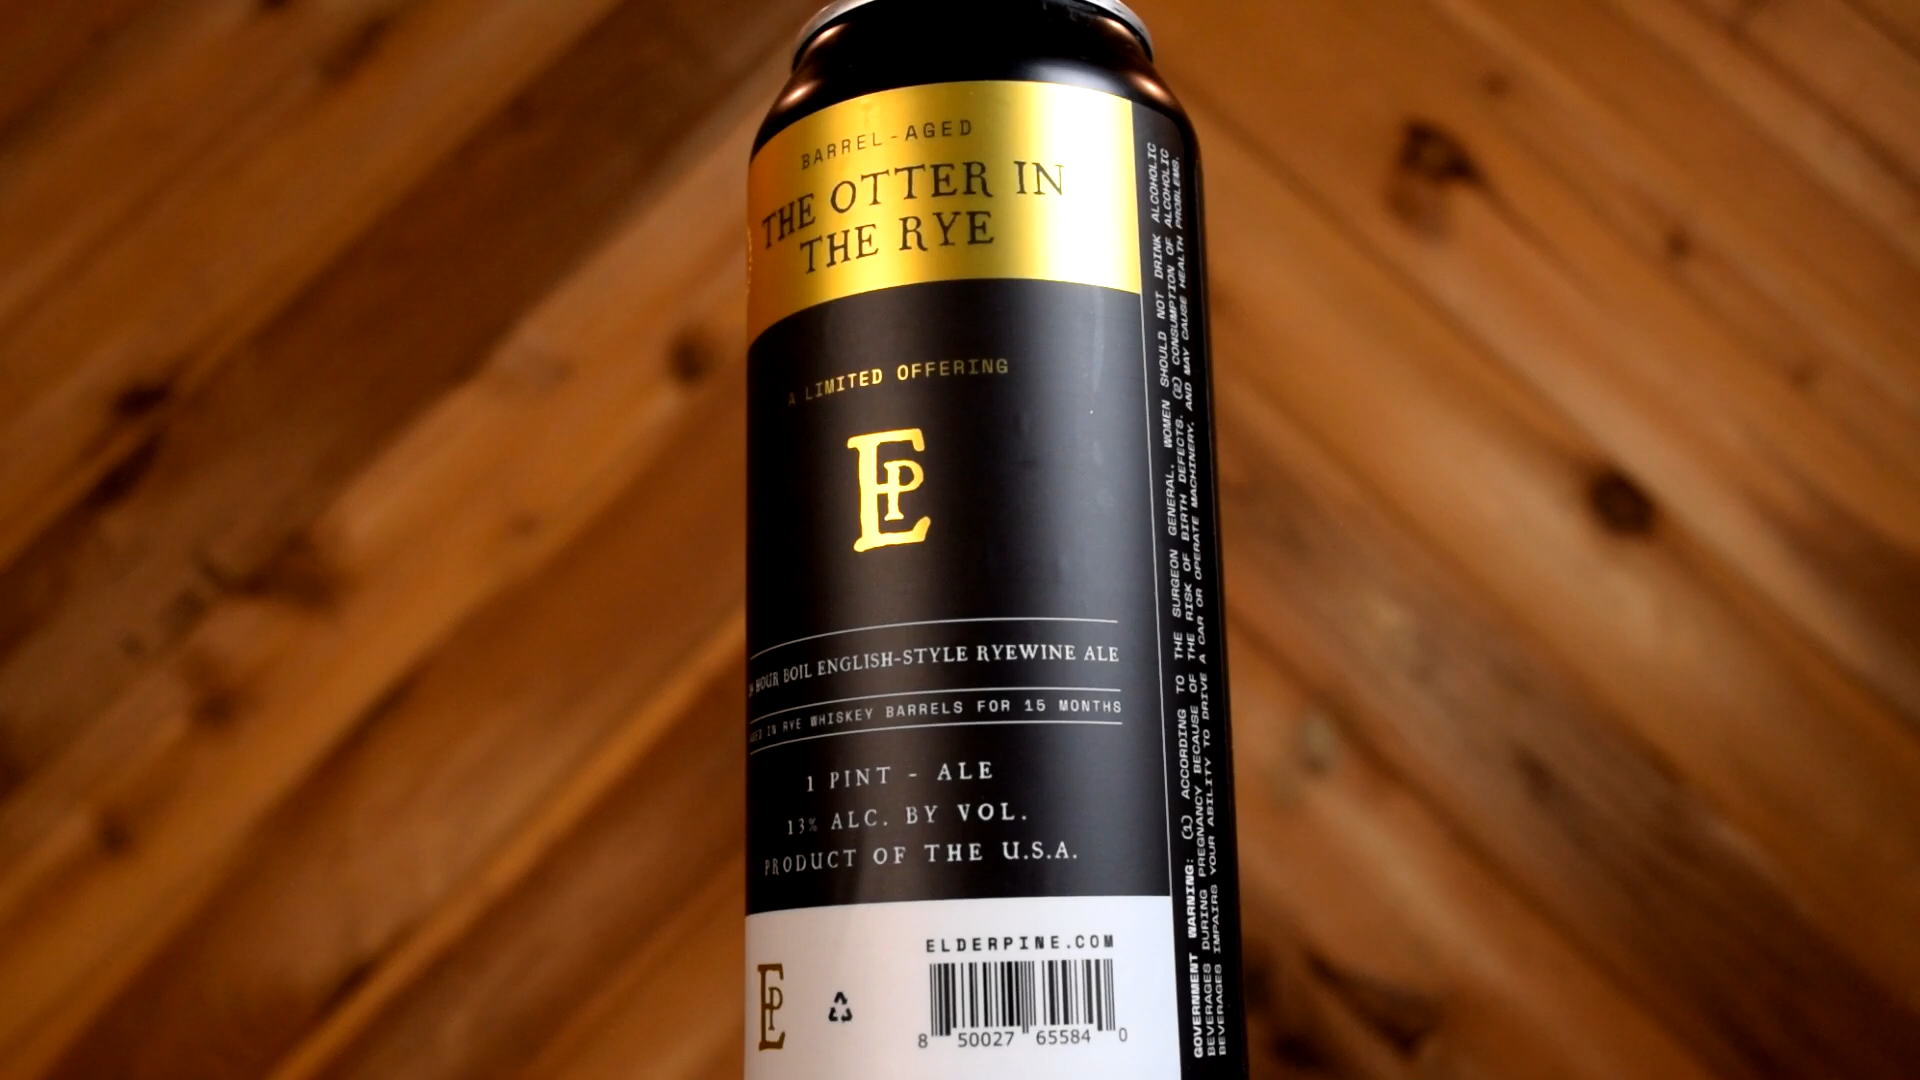 BARREL-AGED
THE OTTER IN
THE RYE
A LIMITED OFFERING
EP
HOUR BOIL ENGLISH-STYLE RYEWINE ALE
AGED IN RYE WHISKEY BARRELS FOR 15 MONTHS
1 PINT - ALE
13% ALC. BY VOL.
PRODUCT OF THE U.S.A.
ELDERPINE.COM
EP
8 50027 65584 0
GOVERNMENT WARNING: (1) ACCORDING TO THE SURGEON GENERAL, WOMEN SHOULD NOT DRINK ALCOHOLIC
BEVERAGES DURING PREGNANCY BECAUSE OF THE RISK OF BIRTH DEFECTS. (2) CONSUMPTION OF ALCOHOLIC
BEVERAGES IMPAIRS YOUR ABILITY TO DRIVE A CAR OR OPERATE MACHINERY, AND MAY CAUSE HEALTH PROBLEMS.